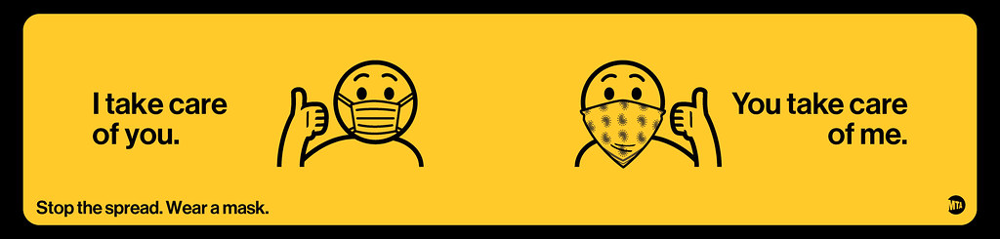 I take care
of you.
You take care
of me.
Stop the spread. Wear a mask.
MTA